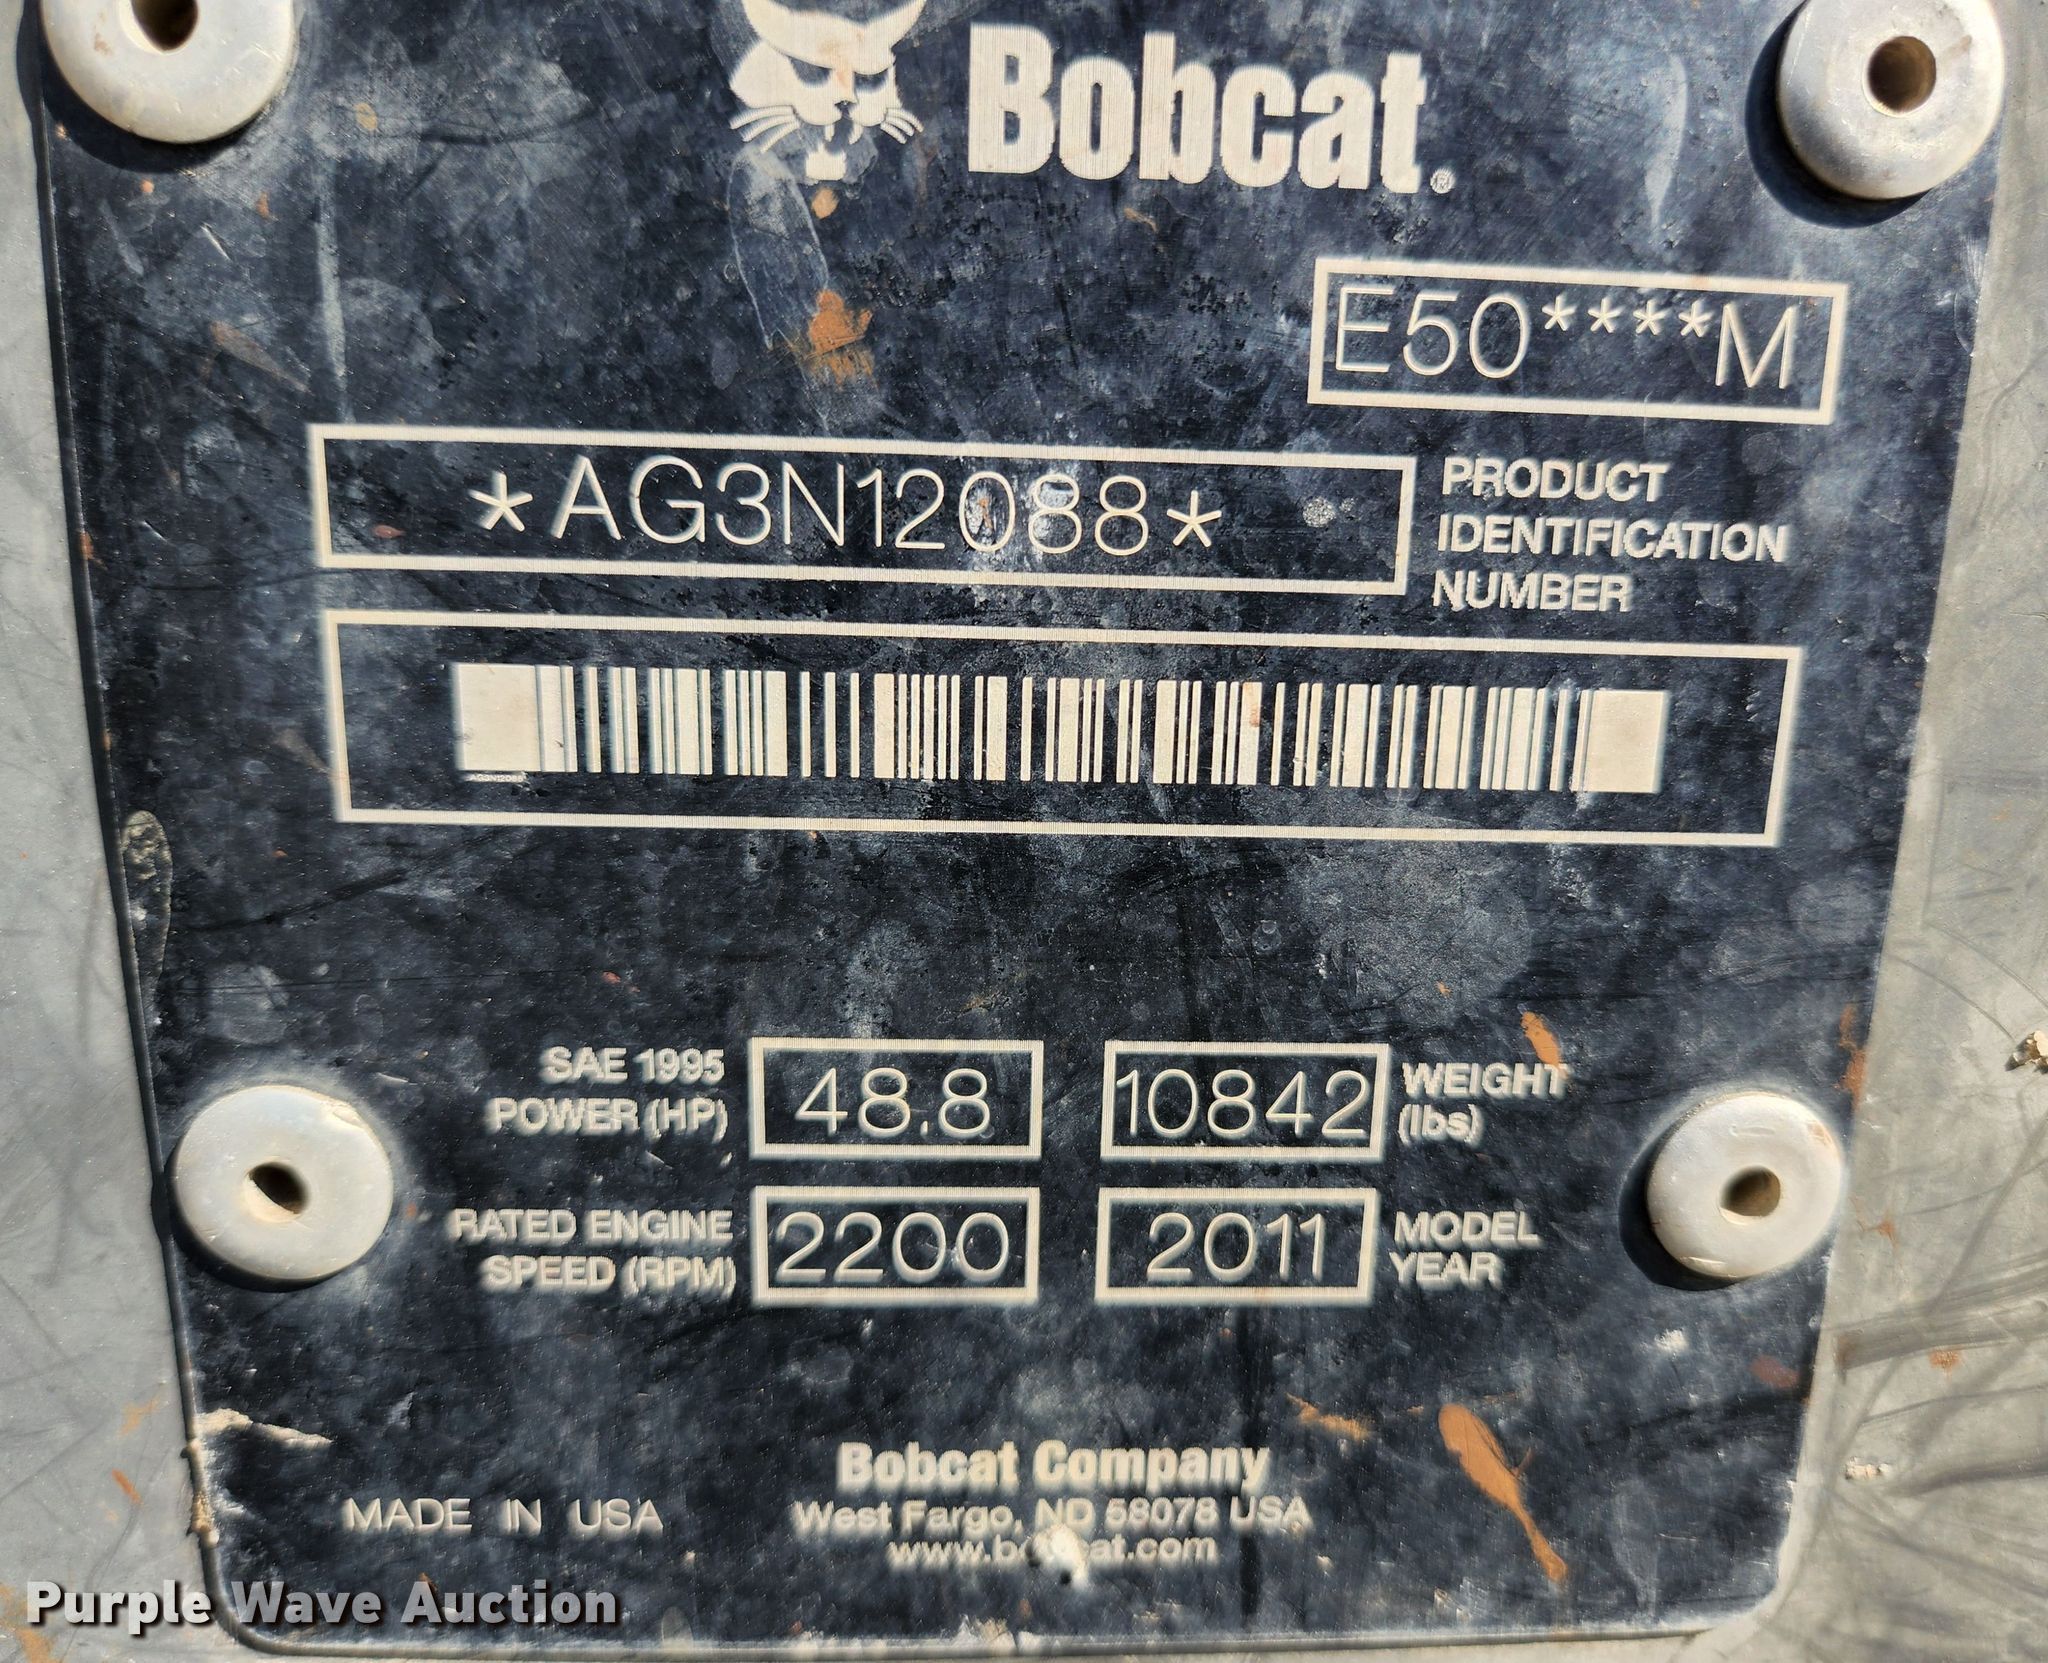 Bobcat®
E50****M
*AG3N12088*
PRODUCT
IDENTIFICATION
NUMBER
SAE 1995
POWER (HP)
48.8
10842
WEIGHT
(lbs)
RATED ENGINE
SPEED (RPM)
2200
2011
MODEL
YEAR
Bobcat Company
MADE IN USA
West Fargo, ND 58078 USA
Purple Wave Auction